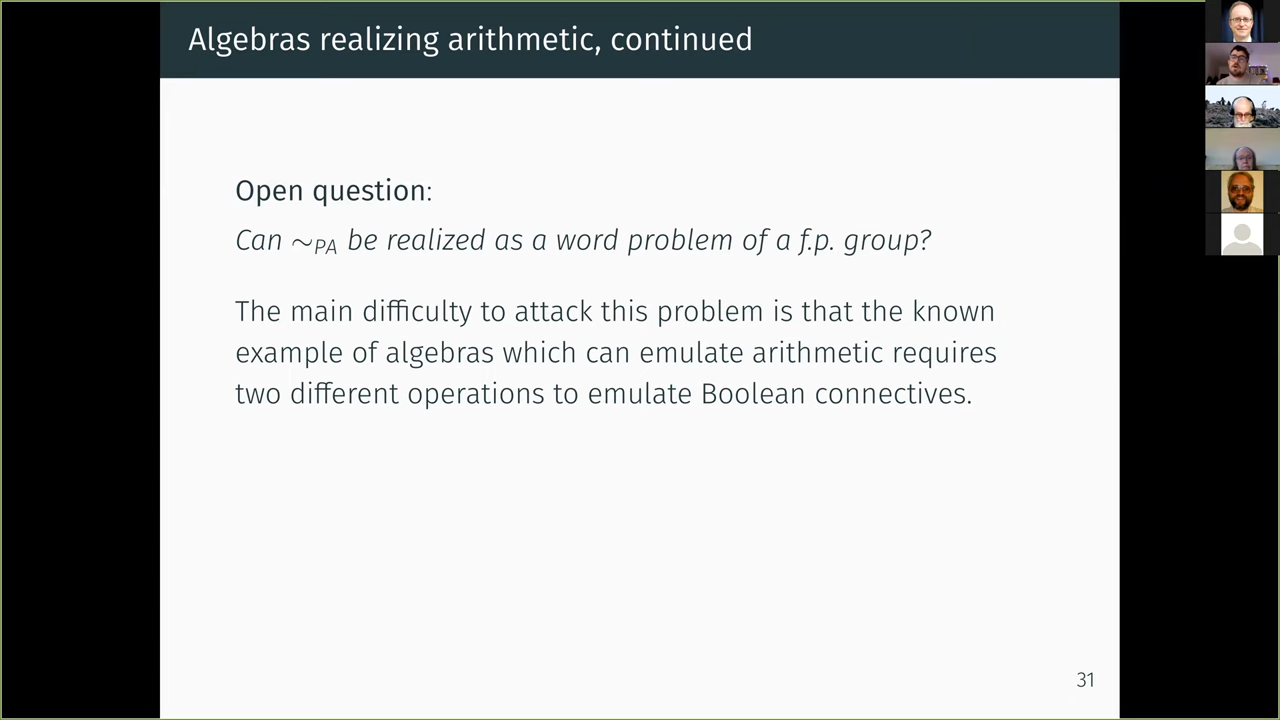 Algebras realizing arithmetic, continued
Open question:
Can ∼PA be realized as a word problem of a f.p. group?
The main difficulty to attack this problem is that the known
example of algebras which can emulate arithmetic requires
two different operations to emulate Boolean connectives.
31